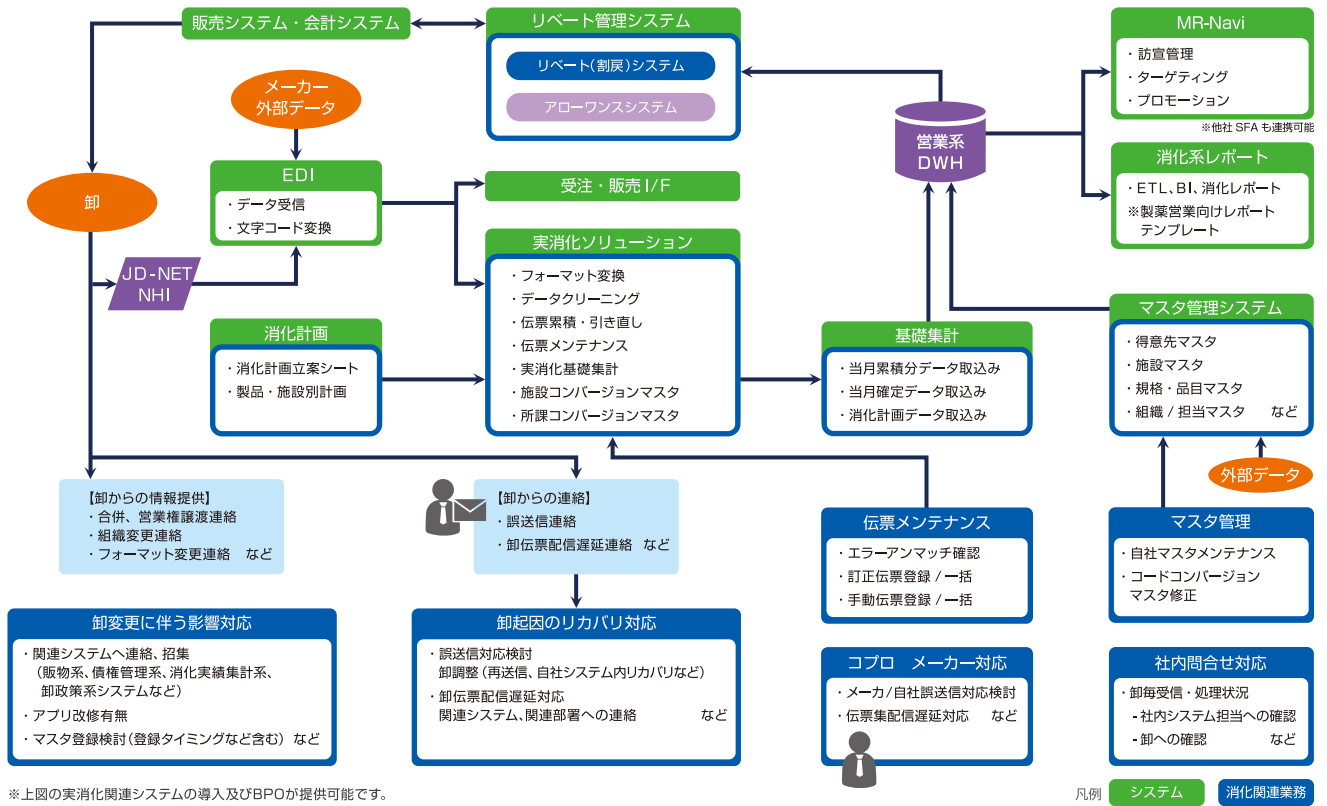 販売システム・会計システム
リベート管理システム
リベート(割戻)システム
アローワンスシステム
MR-Navi
・訪宣管理
・ターゲティング
・プロモーション
※他社 SFA も連携可能
メーカー
外部データ
営業系
DWH
消化系レポート
・ETL、BI、消化レポート
※製薬営業向けレポート
テンプレート
卸
EDI
・データ受信
・文字コード変換
受注・販売 I/F
JD-NET
NHI
実消化ソリューション
・フォーマット変換
・データクリーニング
・伝票累積・引き直し
・伝票メンテナンス
・実消化基礎集計
・施設コンバージョンマスタ
・所課コンバージョンマスタ
消化計画
・消化計画立案シート
・製品・施設別計画
基礎集計
・当月累積分データ取込み
・当月確定データ取込み
・消化計画データ取込み
マスタ管理システム
・得意先マスタ
・施設マスタ
・規格・品目マスタ
・組織 / 担当マスタ など
外部データ
【卸からの情報提供】
・合併、営業権譲渡連絡
・組織変更連絡
・フォーマット変更連絡 など
【卸からの連絡】
・誤送信連絡
・卸伝票配信遅延連絡 など
伝票メンテナンス
・エラーアンマッチ確認
・訂正伝票登録 / 一括
・手動伝票登録 / 一括
マスタ管理
・自社マスタメンテナンス
・コードコンバージョン
マスタ修正
卸変更に伴う影響対応
・関連システムへ連絡、招集
(販物系、債権管理系、消化実績集計系、
卸政策系システムなど)
・アプリ改修有無
・マスタ登録検討(登録タイミングなど含む) など
卸起因のリカバリ対応
・誤送信対応検討
卸調整(再送信、自社システム内リカバリなど)
・卸伝票配信遅延対応
関連システム、関連部署への連絡 など
コプロ メーカー対応
・メーカ/自社誤送信対応検討
・伝票集配信遅延対応 など
社内問合せ対応
・卸毎受信・処理状況
- 社内システム担当への確認
- 卸への確認 など
※上図の実消化関連システムの導入及びBPOが提供可能です。
凡例 システム 消化関連業務